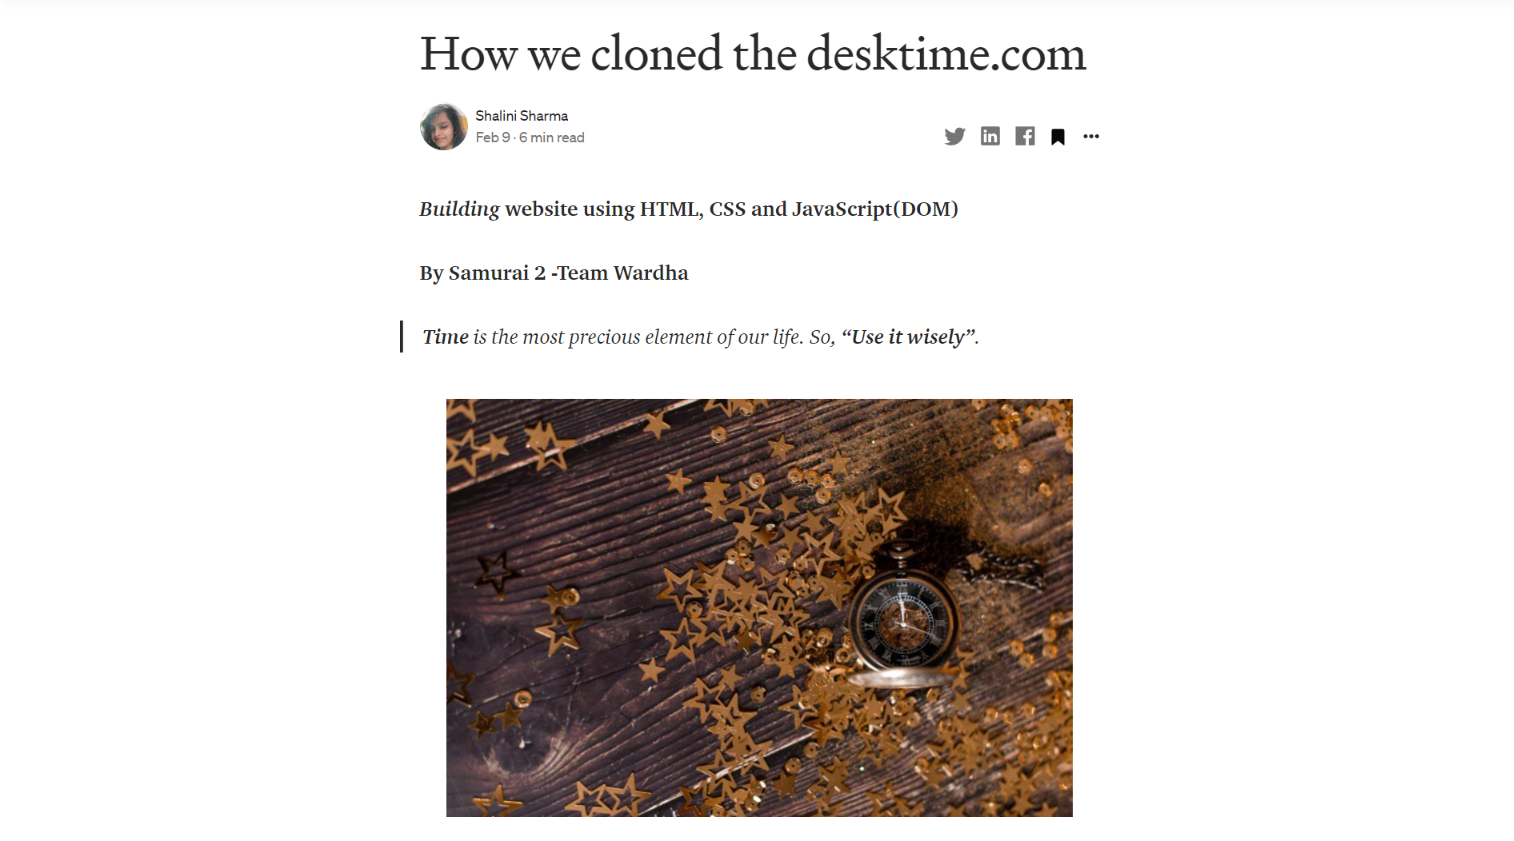 How we cloned the desktime.com
Shalini Sharma
Feb 9 · 6 min read
Building website using HTML, CSS and JavaScript(DOM)
By Samurai 2 -Team Wardha
Time is the most precious element of our life. So, “Use it wisely”.